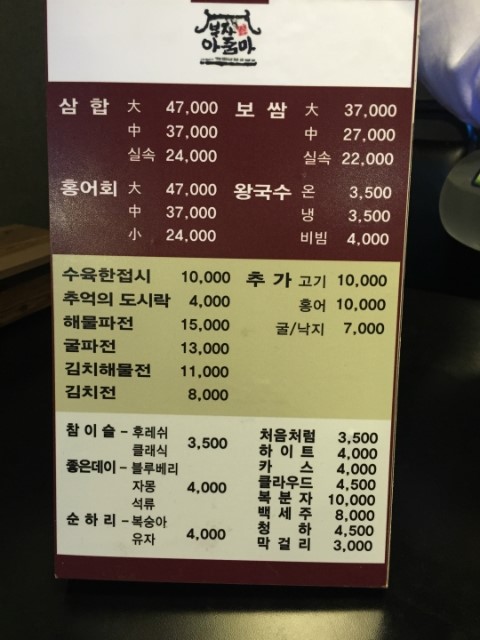 부자 아줌마
삼 합 大 47,000
中 37,000
실속 24,000
보 쌈 大 37,000
中 27,000
실속 22,000
홍어회 大 47,000
中 37,000
小 24,000
왕국수 온 3,500
냉 3,500
비빔 4,000
수육한접시 10,000
추억의 도시락 4,000
해물파전 15,000
굴파전 13,000
김치해물전 11,000
김치전 8,000
추 가 고기 10,000
홍어 10,000
굴/낙지 7,000
참 이 슬 - 후레쉬
클래식
3,500
좋은데이 - 블루베리
자몽
석류
4,000
순 하 리 - 복숭아
유자
4,000
처음처럼 3,500
하 이 트 4,000
카 스 4,000
클라우드 4,500
복 분 자 10,000
백 세 주 8,000
청 하 4,500
막 걸 리 3,000